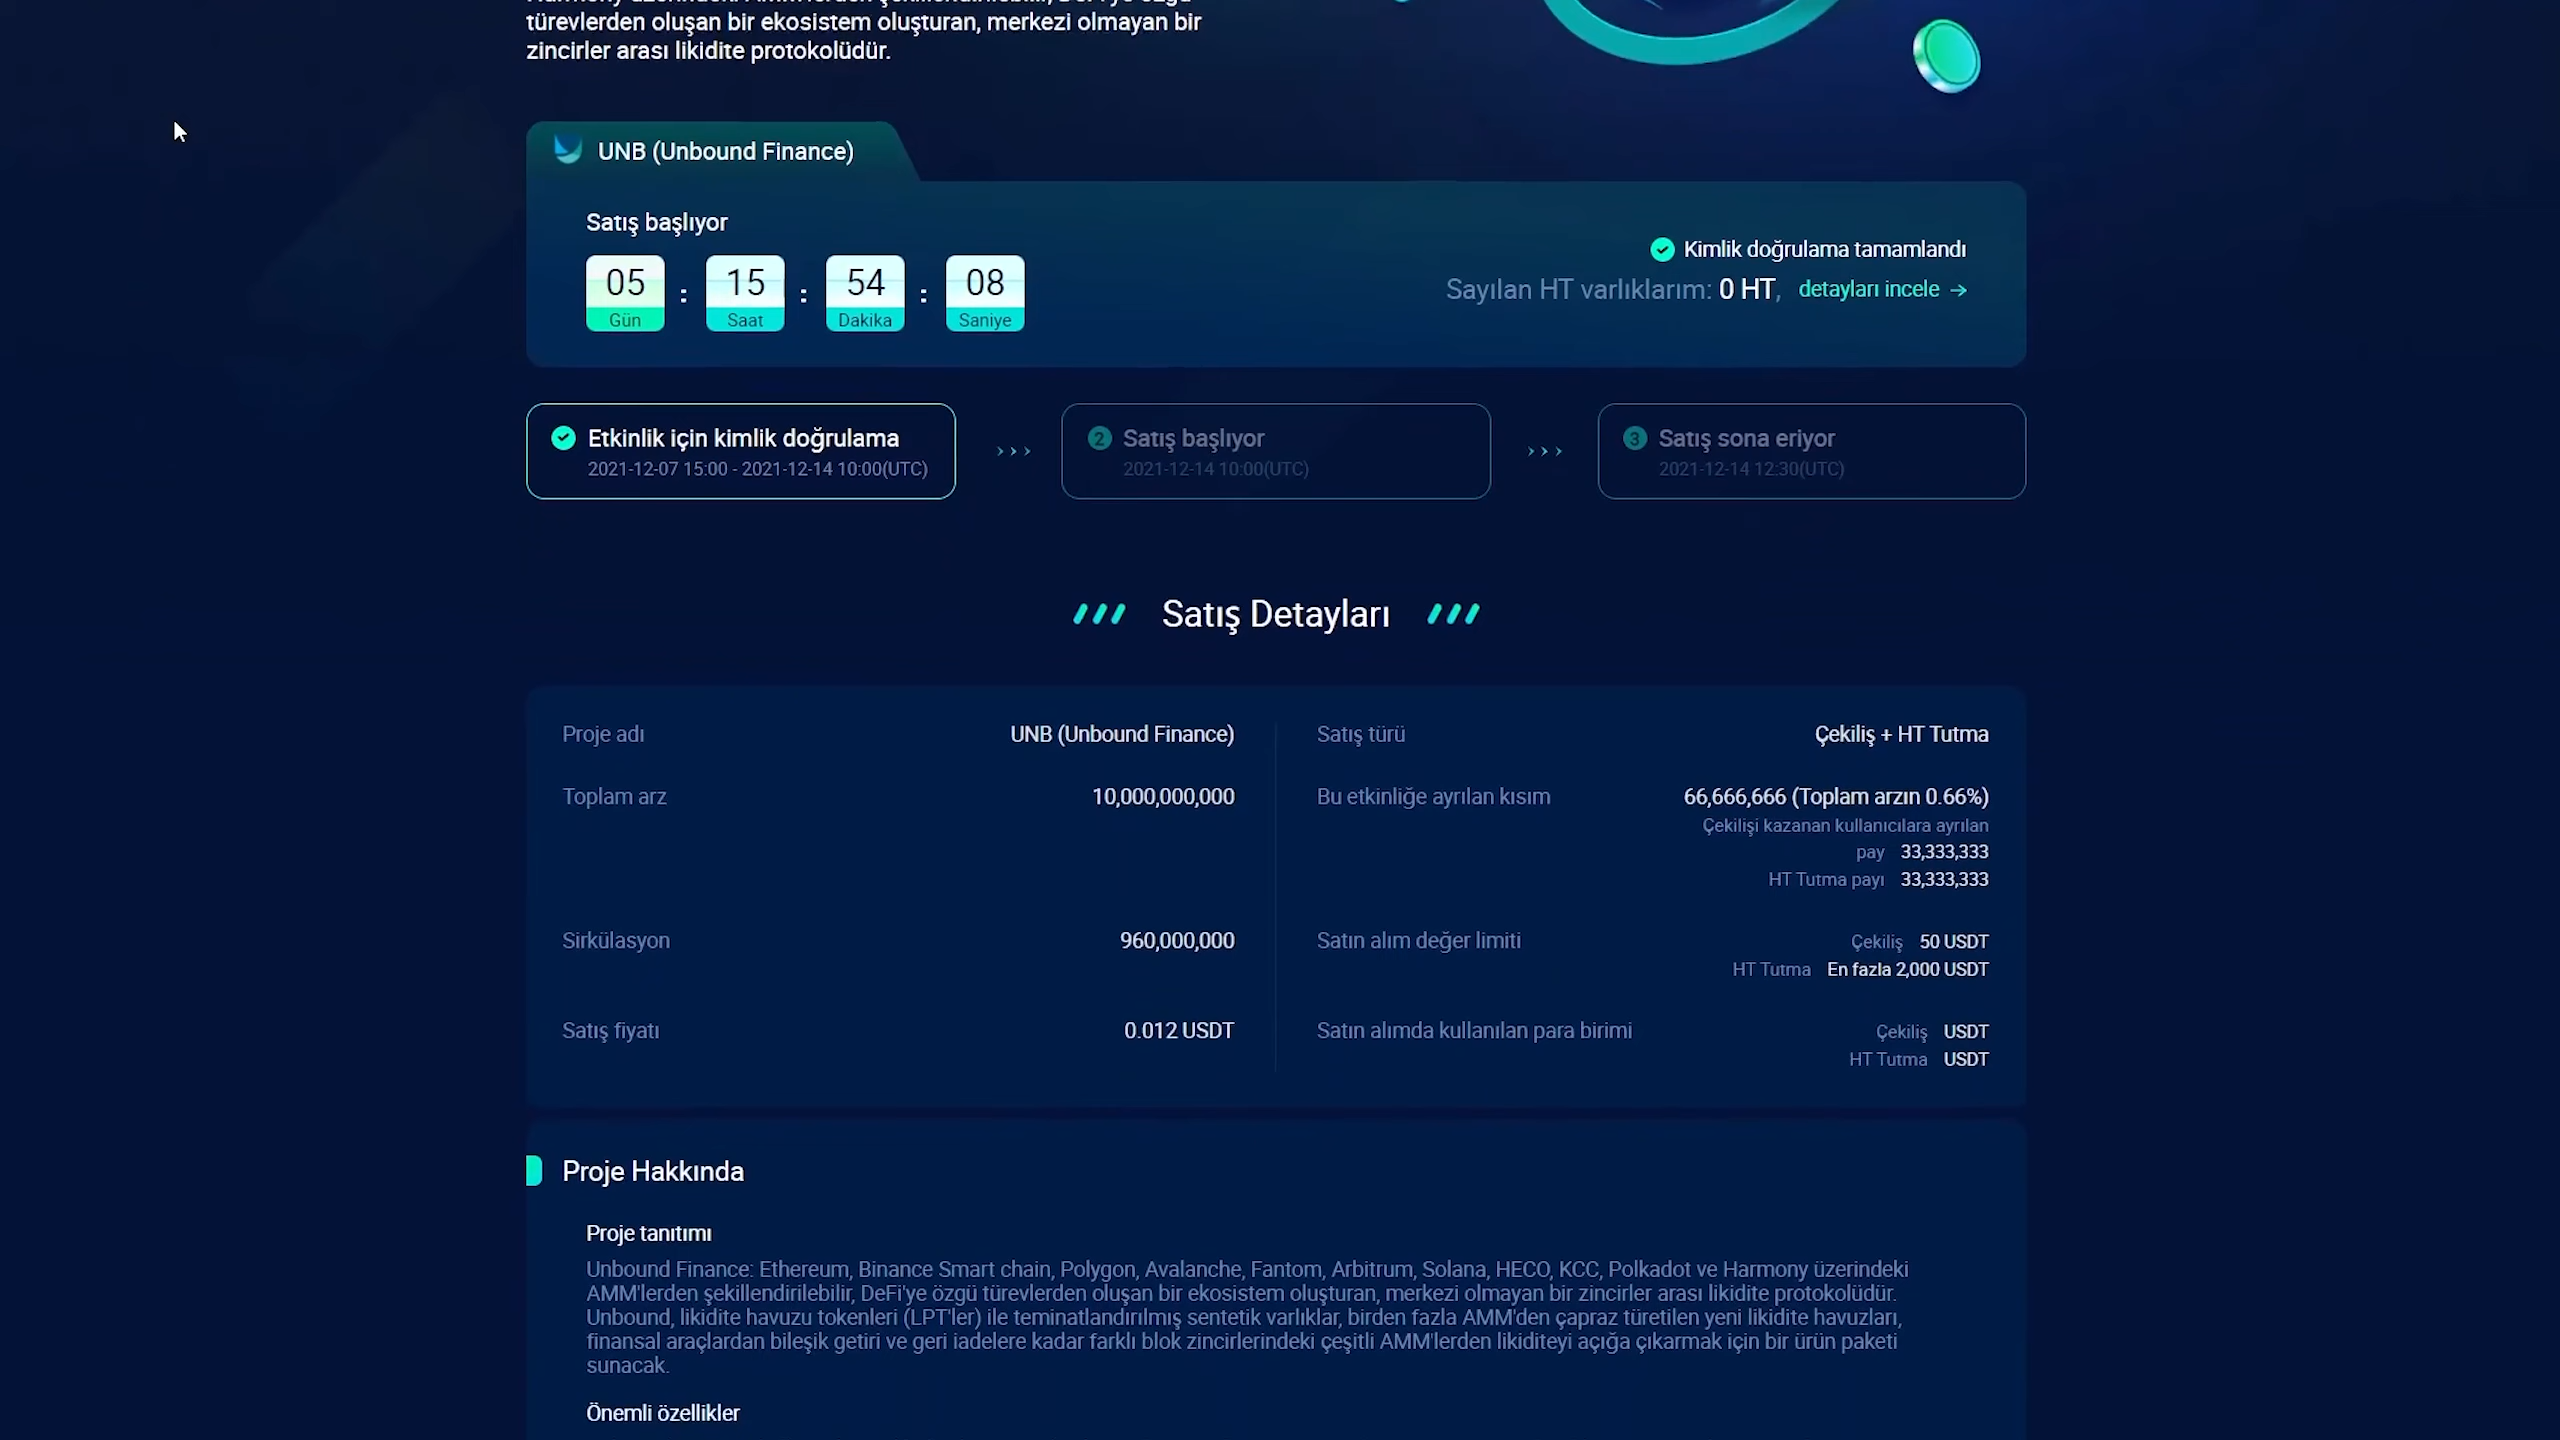 türevlerden oluşan bir ekosistem oluşturan, merkezi olmayan bir
zincirler arası likidite protokolüdür.
UNB (Unbound Finance)
Satış başlıyor
05 : 15 : 54 : 08
Gün Saat Dakika Saniye
Kimlik doğrulama tamamlandı
Sayılan HT varlıklarım: 0 HT, detayları incele →
Etkinlik için kimlik doğrulama
2021-12-07 15:00 - 2021-12-14 10:00(UTC)
2 Satış başlıyor
2021-12-14 10:00(UTC)
3 Satış sona eriyor
2021-12-14 12:30(UTC)
Satış Detayları
Proje adı UNB (Unbound Finance)
Toplam arz 10,000,000,000
Sirkülasyon 960,000,000
Satış fiyatı 0.012 USDT
Satış türü Çekiliş + HT Tutma
Bu etkinliğe ayrılan kısım 66,666,666 (Toplam arzın 0.66%)
Çekilişi kazanan kullanıcılara ayrılan
pay 33,333,333
HT Tutma payı 33,333,333
Satın alım değer limiti Çekiliş 50 USDT
HT Tutma En fazla 2,000 USDT
Satın alımda kullanılan para birimi Çekiliş USDT
HT Tutma USDT
Proje Hakkında
Proje tanıtımı
Unbound Finance: Ethereum, Binance Smart chain, Polygon, Avalanche, Fantom, Arbitrum, Solana, HECO, KCC, Polkadot ve Harmony üzerindeki
AMM'lerden şekillendirilebilir, DeFi'ye özgü türevlerden oluşan bir ekosistem oluşturan, merkezi olmayan bir zincirler arası likidite protokolüdür.
Unbound, likidite havuzu tokenleri (LPT'ler) ile teminatlandırılmış sentetik varlıklar, birden fazla AMM'den çapraz türetilen yeni likidite havuzları,
finansal araçlardan bileşik getiri ve geri iadelere kadar farklı blok zincirlerindeki çeşitli AMM'lerden likiditeyi açığa çıkarmak için bir ürün paketi
sunacak.
Önemli özellikler